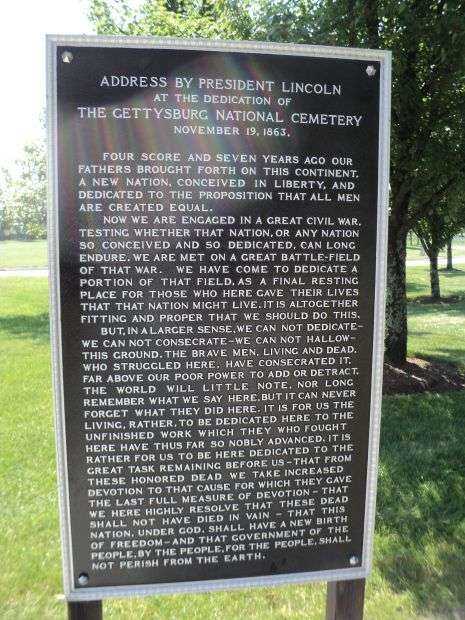 ADDRESS BY PRESIDENT LINCOLN
AT THE DEDICATION OF
THE GETTYSBURG NATIONAL CEMETERY
NOVEMBER 19, 1863.
FOUR SCORE AND SEVEN YEARS AGO OUR
FATHERS BROUGHT FORTH ON THIS CONTINENT,
A NEW NATION, CONCEIVED IN LIBERTY, AND
DEDICATED TO THE PROPOSITION THAT ALL MEN
ARE CREATED EQUAL.
NOW WE ARE ENGAGED IN A GREAT CIVIL WAR,
TESTING WHETHER THAT NATION, OR ANY NATION
SO CONCEIVED AND SO DEDICATED, CAN LONG
ENDURE. WE ARE MET ON A GREAT BATTLE-FIELD
OF THAT WAR. WE HAVE COME TO DEDICATE A
PORTION OF THAT FIELD, AS A FINAL RESTING
PLACE FOR THOSE WHO HERE GAVE THEIR LIVES
THAT THAT NATION MIGHT LIVE. IT IS ALTOGETHER
FITTING AND PROPER THAT WE SHOULD DO THIS.
BUT, IN A LARGER SENSE, WE CAN NOT DEDICATE-
WE CAN NOT CONSECRATE-WE CAN NOT HALLOW-
THIS GROUND. THE BRAVE MEN, LIVING AND DEAD,
WHO STRUGGLED HERE, HAVE CONSECRATED IT,
FAR ABOVE OUR POOR POWER TO ADD OR DETRACT.
THE WORLD WILL LITTLE NOTE, NOR LONG
REMEMBER WHAT WE SAY HERE, BUT IT CAN NEVER
FORGET WHAT THEY DID HERE. IT IS FOR US THE
LIVING, RATHER, TO BE DEDICATED HERE TO THE
UNFINISHED WORK WHICH THEY WHO FOUGHT
HERE HAVE THUS FAR SO NOBLY ADVANCED. IT IS
RATHER FOR US TO BE HERE DEDICATED TO THE
GREAT TASK REMAINING BEFORE US-THAT FROM
THESE HONORED DEAD WE TAKE INCREASED
DEVOTION TO THAT CAUSE FOR WHICH THEY GAVE
THE LAST FULL MEASURE OF DEVOTION - THAT
WE HERE HIGHLY RESOLVE THAT THESE DEAD
SHALL NOT HAVE DIED IN VAIN - THAT THIS
NATION, UNDER GOD, SHALL HAVE A NEW BIRTH
OF FREEDOM-AND THAT GOVERNMENT OF THE
PEOPLE, BY THE PEOPLE, FOR THE PEOPLE, SHALL
NOT PERISH FROM THE EARTH.